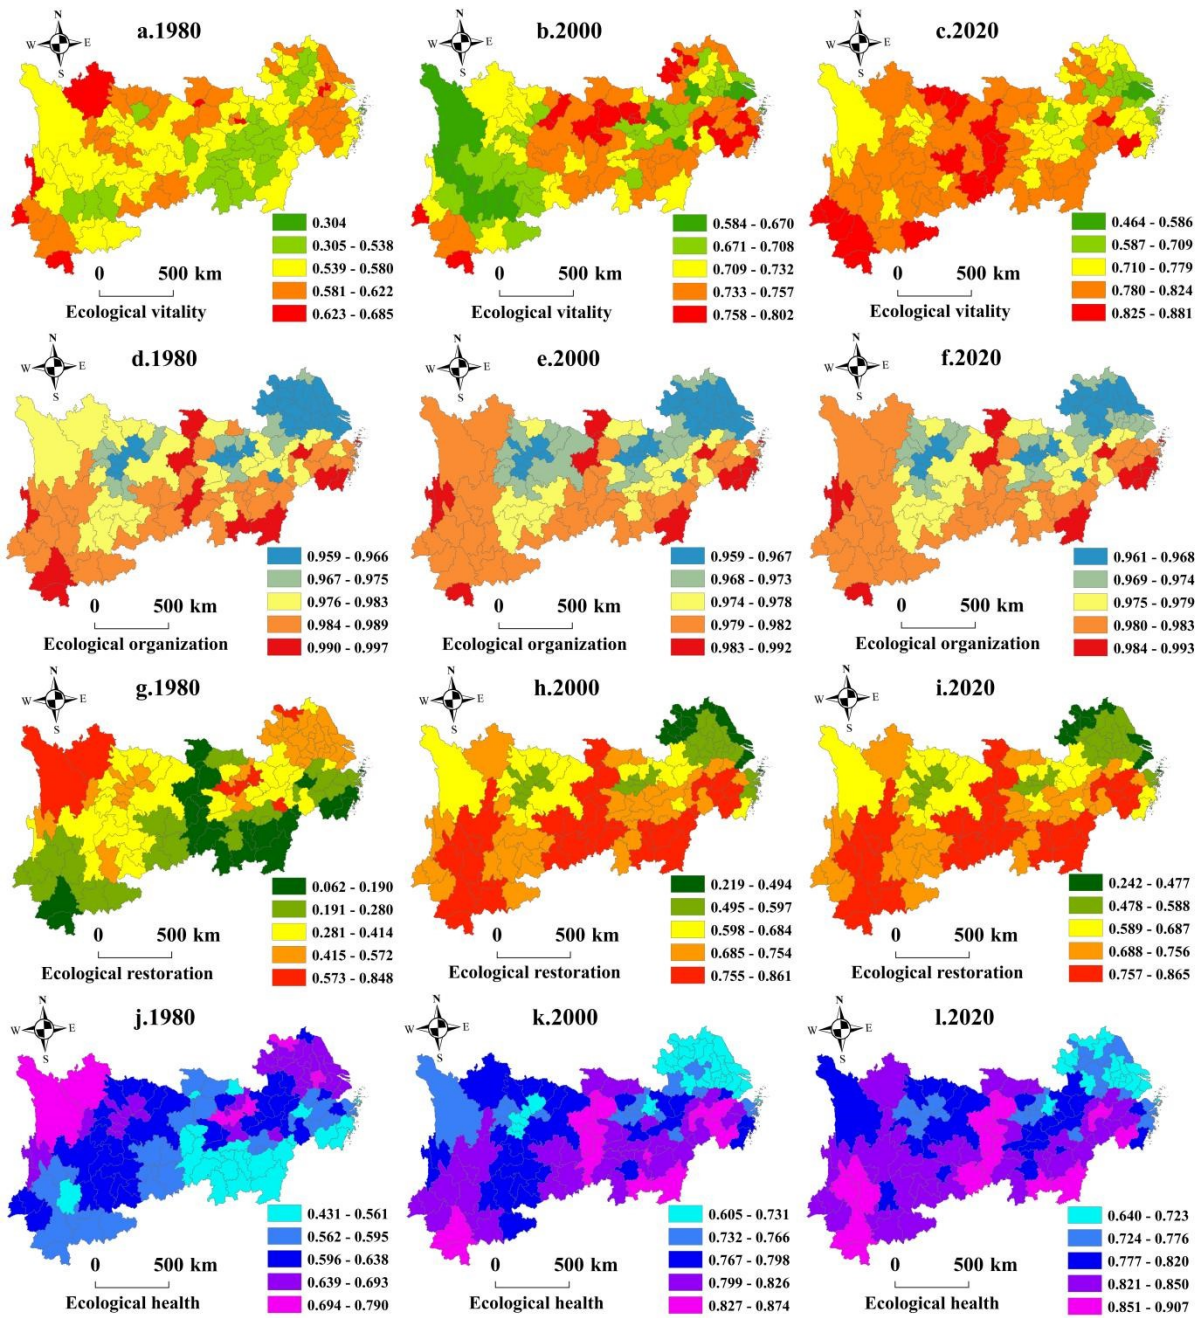 N
W E
S
a.1980
0.304
0.305 - 0.538
0.539 - 0.580
0.581 - 0.622
0.623 - 0.685
0 500 km
Ecological vitality
N
W E
S
b.2000
0.584 - 0.670
0.671 - 0.708
0.709 - 0.732
0.733 - 0.757
0.758 - 0.802
0 500 km
Ecological vitality
N
W E
S
c.2020
0.464 - 0.586
0.587 - 0.709
0.710 - 0.779
0.780 - 0.824
0.825 - 0.881
0 500 km
Ecological vitality
N
W E
S
d.1980
0.959 - 0.966
0.967 - 0.975
0.976 - 0.983
0.984 - 0.989
0.990 - 0.997
0 500 km
Ecological organization
N
W E
S
e.2000
0.959 - 0.967
0.968 - 0.973
0.974 - 0.978
0.979 - 0.982
0.983 - 0.992
0 500 km
Ecological organization
N
W E
S
f.2020
0.961 - 0.968
0.969 - 0.974
0.975 - 0.979
0.980 - 0.983
0.984 - 0.993
0 500 km
Ecological organization
N
W E
S
g.1980
0.062 - 0.190
0.191 - 0.280
0.281 - 0.414
0.415 - 0.572
0.573 - 0.848
0 500 km
Ecological restoration
N
W E
S
h.2000
0.219 - 0.494
0.495 - 0.597
0.598 - 0.684
0.685 - 0.754
0.755 - 0.861
0 500 km
Ecological restoration
N
W E
S
i.2020
0.242 - 0.477
0.478 - 0.588
0.589 - 0.687
0.688 - 0.756
0.757 - 0.865
0 500 km
Ecological restoration
N
W E
S
j.1980
0.431 - 0.561
0.562 - 0.595
0.596 - 0.638
0.639 - 0.693
0.694 - 0.790
0 500 km
Ecological health
N
W E
S
k.2000
0.605 - 0.731
0.732 - 0.766
0.767 - 0.798
0.799 - 0.826
0.827 - 0.874
0 500 km
Ecological health
N
W E
S
l.2020
0.640 - 0.723
0.724 - 0.776
0.777 - 0.820
0.821 - 0.850
0.851 - 0.907
0 500 km
Ecological health